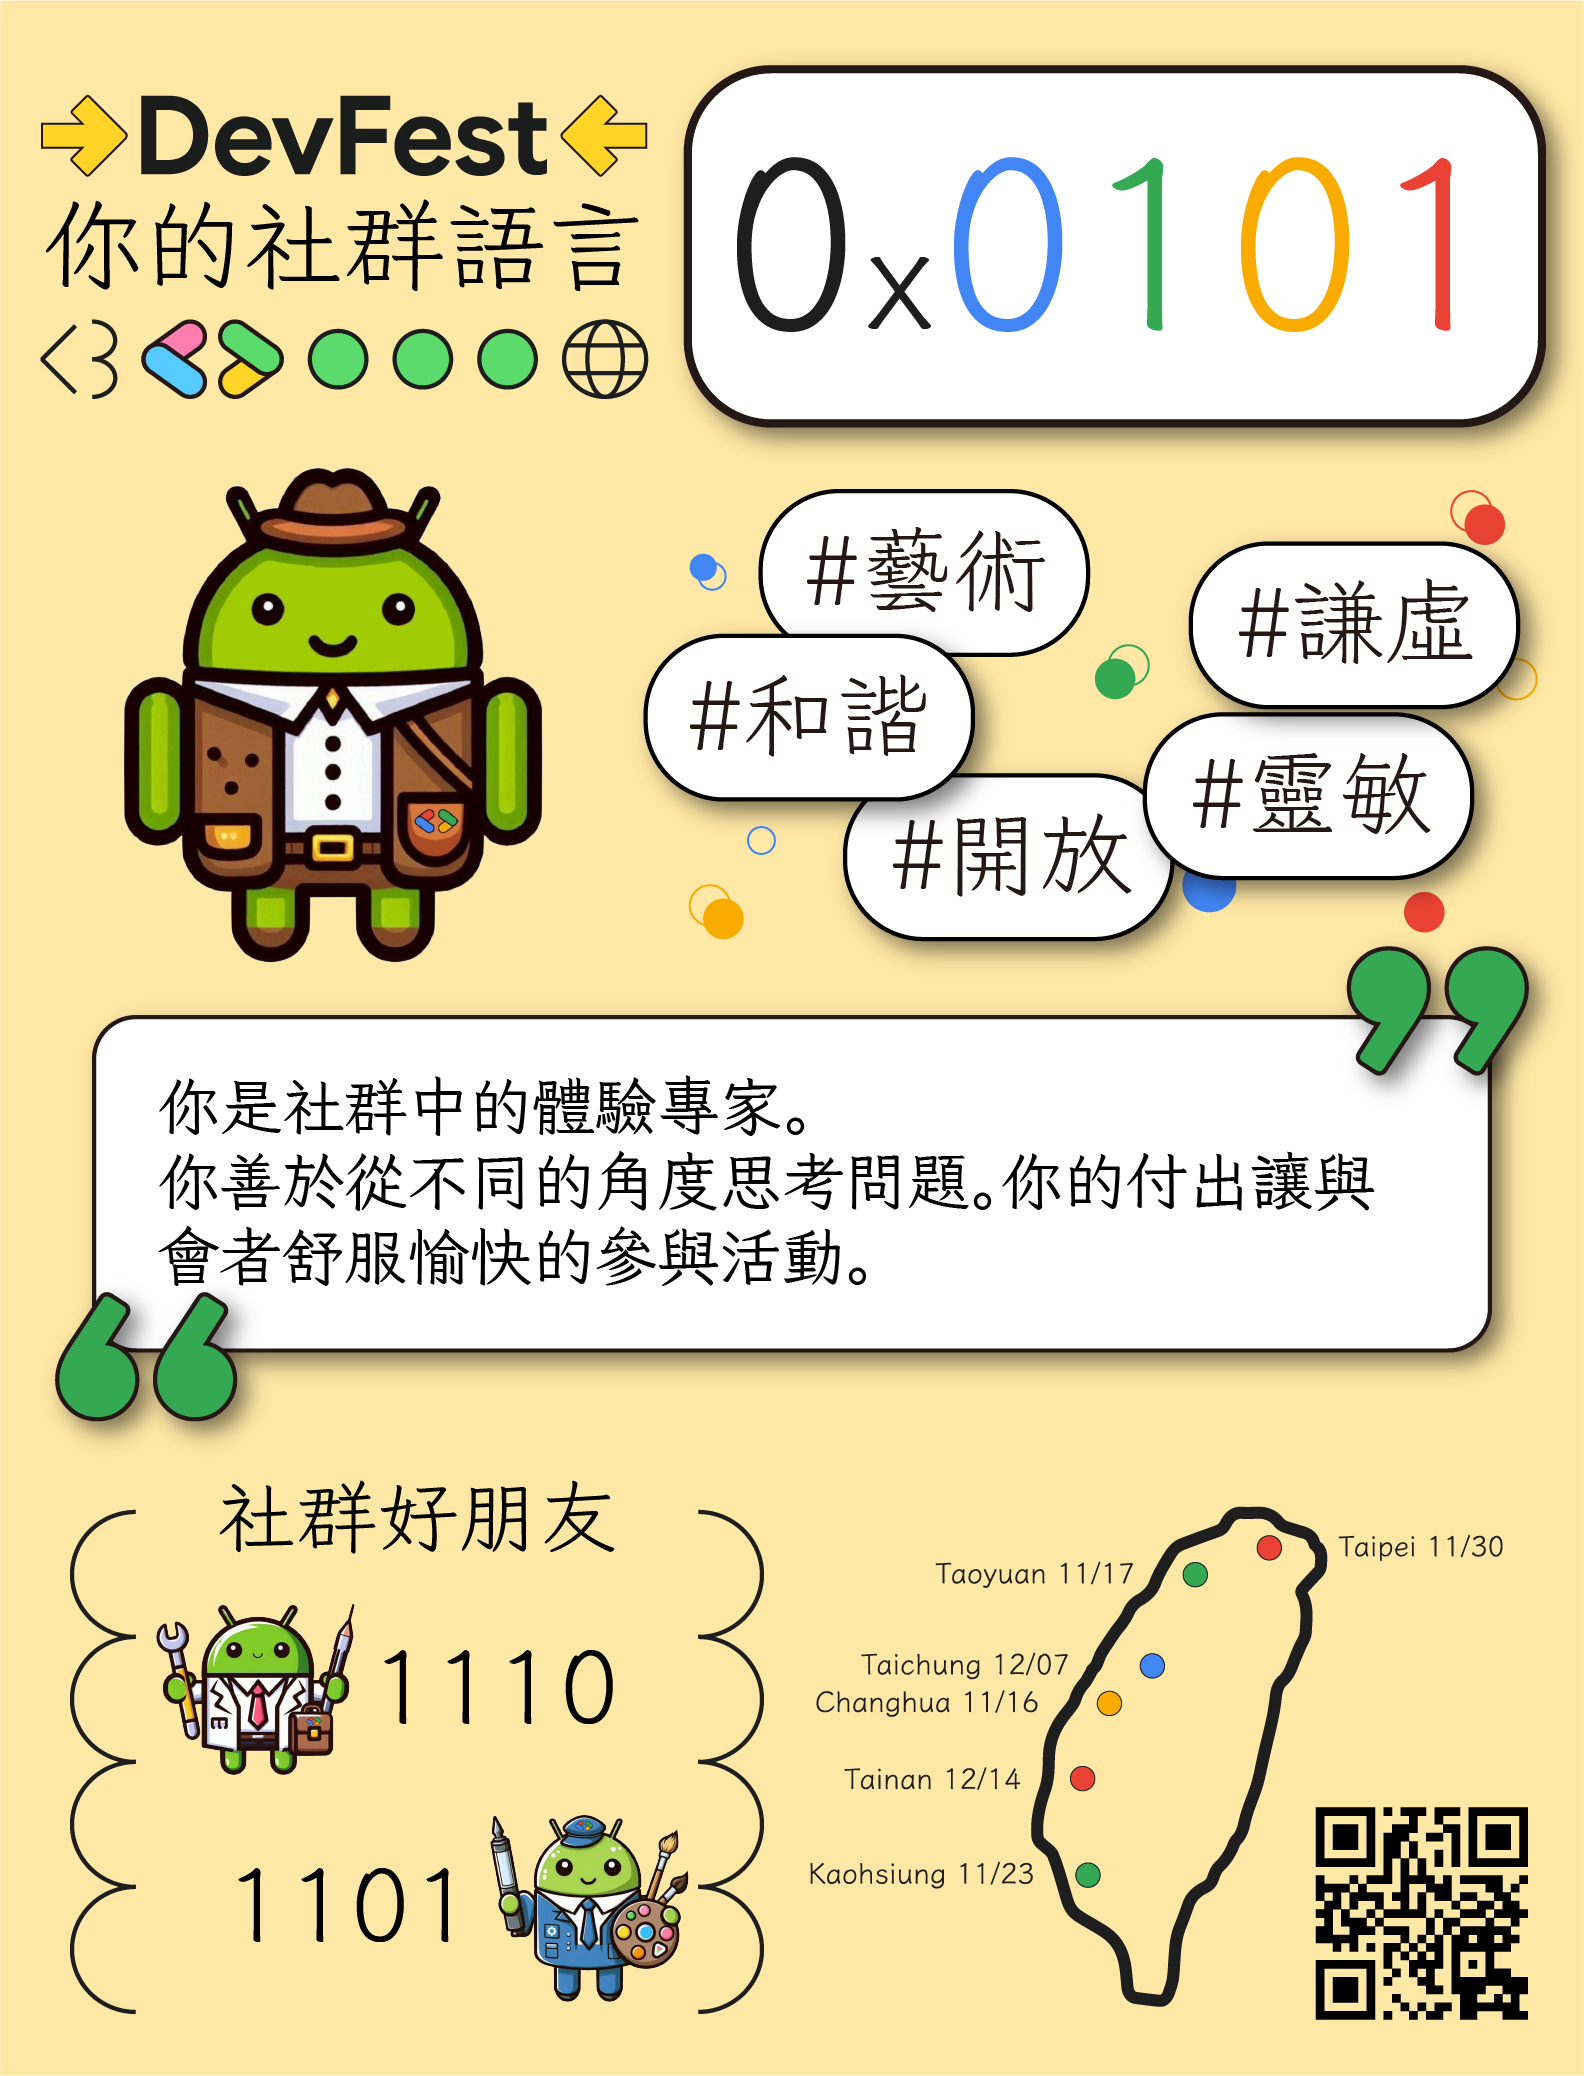 DevFest
你的社群語言
0x0101
#藝術
#謙虛
#和諧
#靈敏
#開放
你是社群中的體驗專家。
你善於從不同的角度思考問題。你的付出讓與
會者舒服愉快的參與活動。
社群好朋友
1110
1101
Taipei 11/30
Taoyuan 11/17
Taichung 12/07
Changhua 11/16
Tainan 12/14
Kaohsiung 11/23